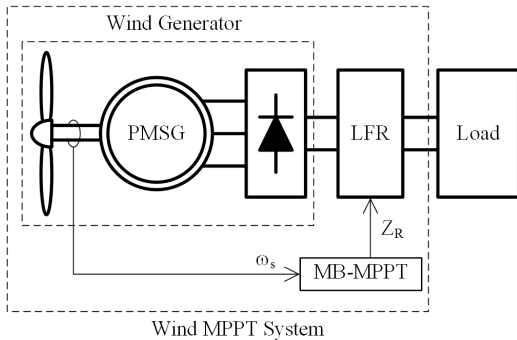 Wind Generator
PMSG
LFR
Load
Z_R
ω_s
MB-MPPT
Wind MPPT System